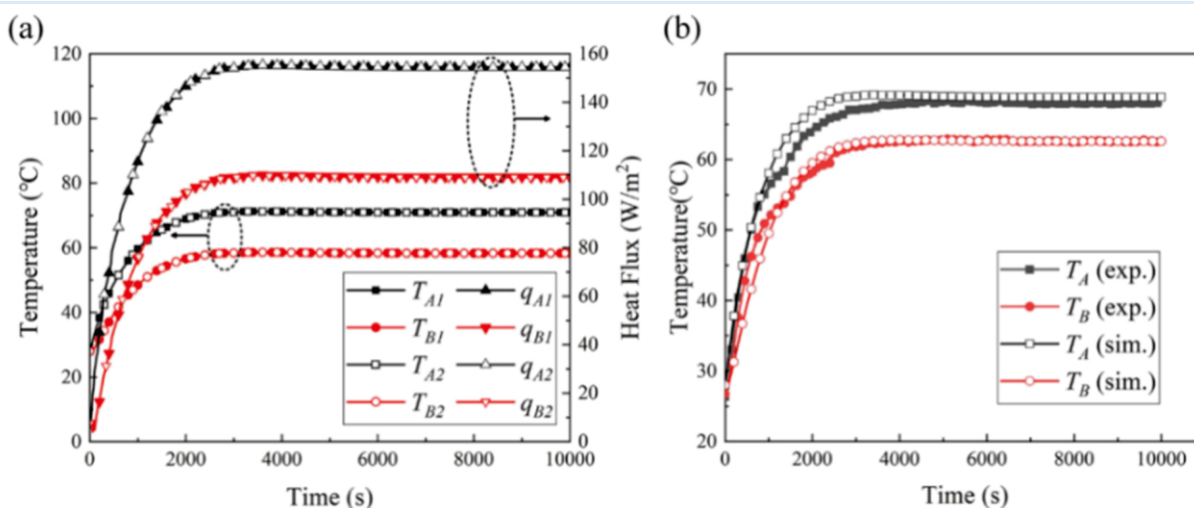 (a)
120
100
80
60
40
20
0
Temperature (°C)
160
150
100
80
60
40
20
0
Heat Flux (W/m²)
T_A1 q_A1
T_B1 q_B1
T_A2 q_A2
T_B2 q_B2
0 2000 4000 6000 8000 10000
Time (s)
(b)
70
60
50
40
30
20
Temperature(°C)
T_A (exp.)
T_B (exp.)
T_A (sim.)
T_B (sim.)
0 2000 4000 6000 8000 10000
Time (s)